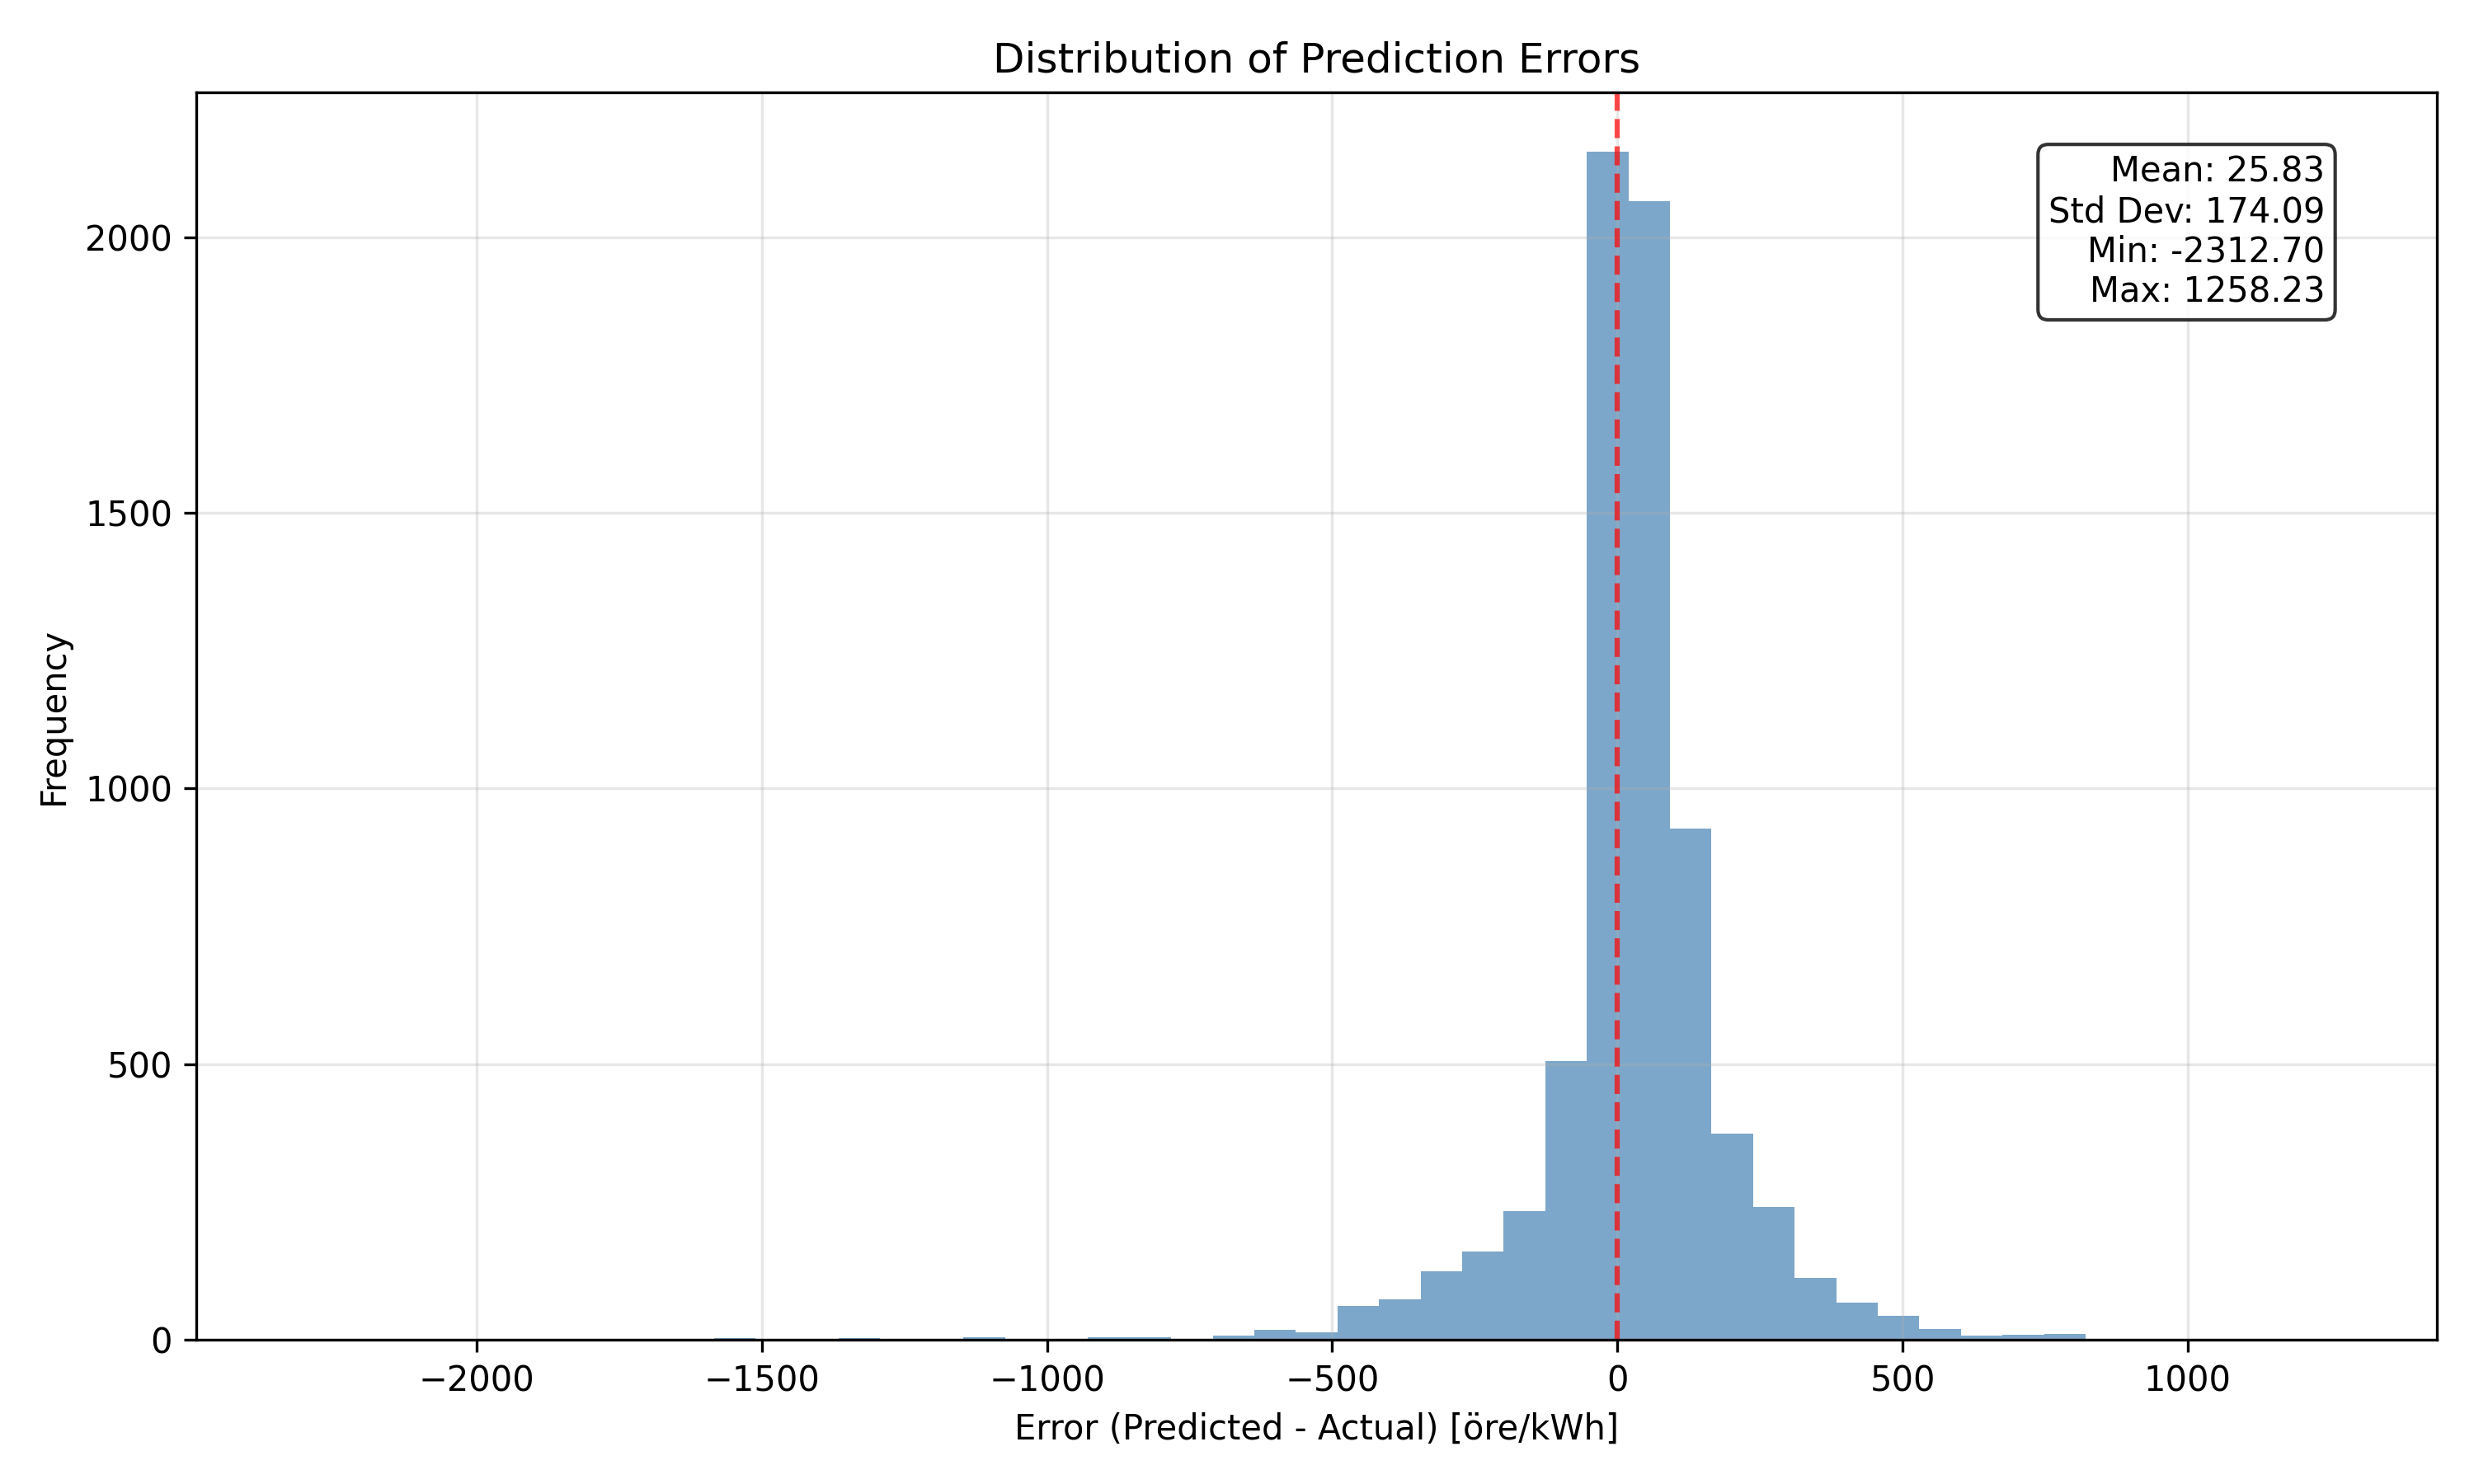 Distribution of Prediction Errors
Mean: 25.83
Std Dev: 174.09
Min: -2312.70
Max: 1258.23
2000
1500
1000
500
0
Frequency
−2000 −1500 −1000 −500 0 500 1000
Error (Predicted - Actual) [öre/kWh]